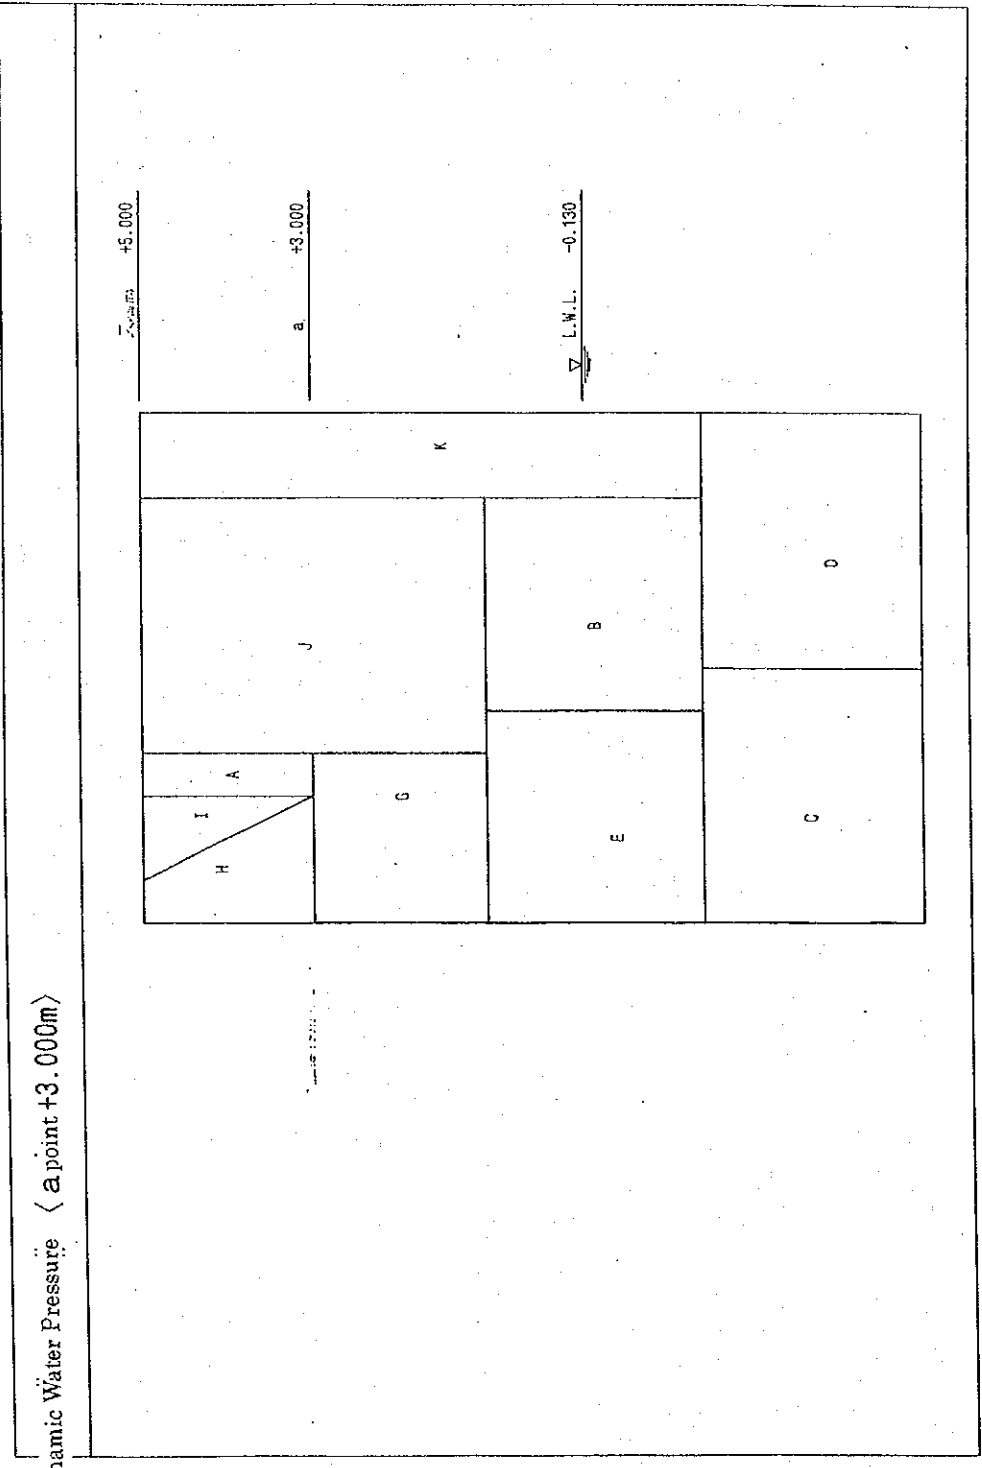 namic Water Pressure 〈a point +3.000m〉
+5.000
a +3.000
▽ L.W.L. -0.130
H
I
A
J
K
G
E
B
C
D